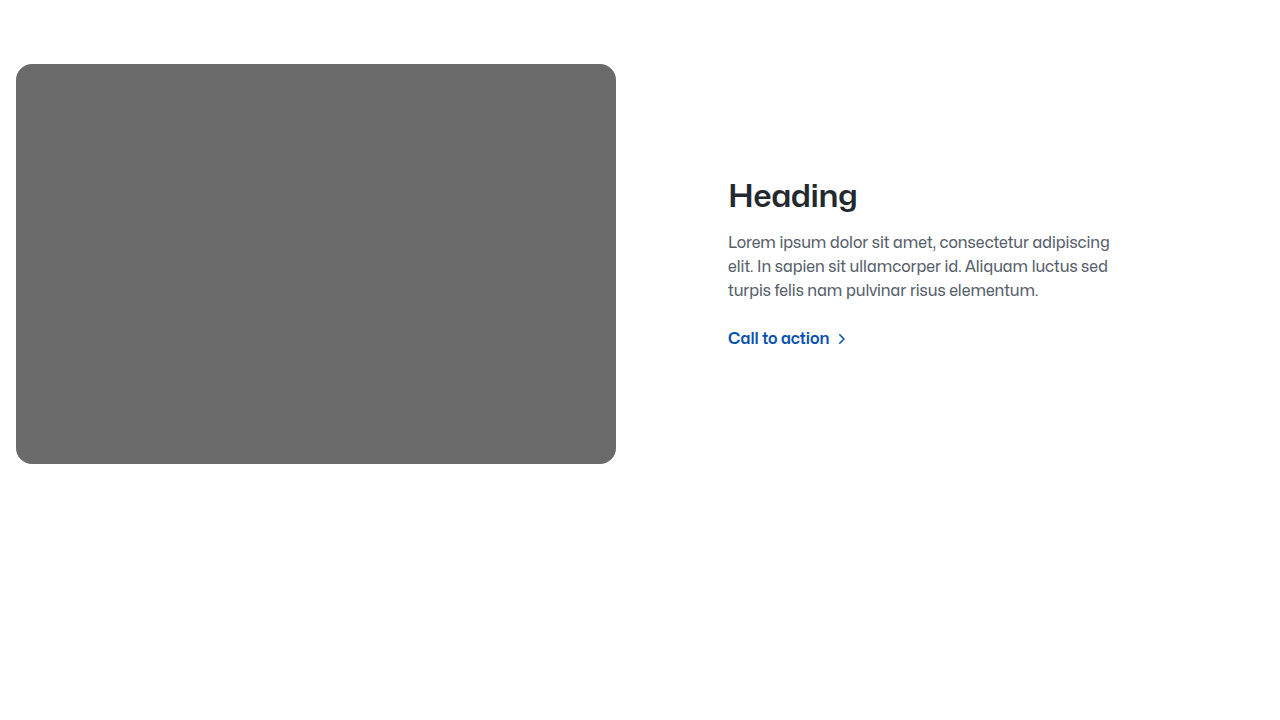 Heading
Lorem ipsum dolor sit amet, consectetur adipiscing
elit. In sapien sit ullamcorper id. Aliquam luctus sed
turpis felis nam pulvinar risus elementum.
Call to action